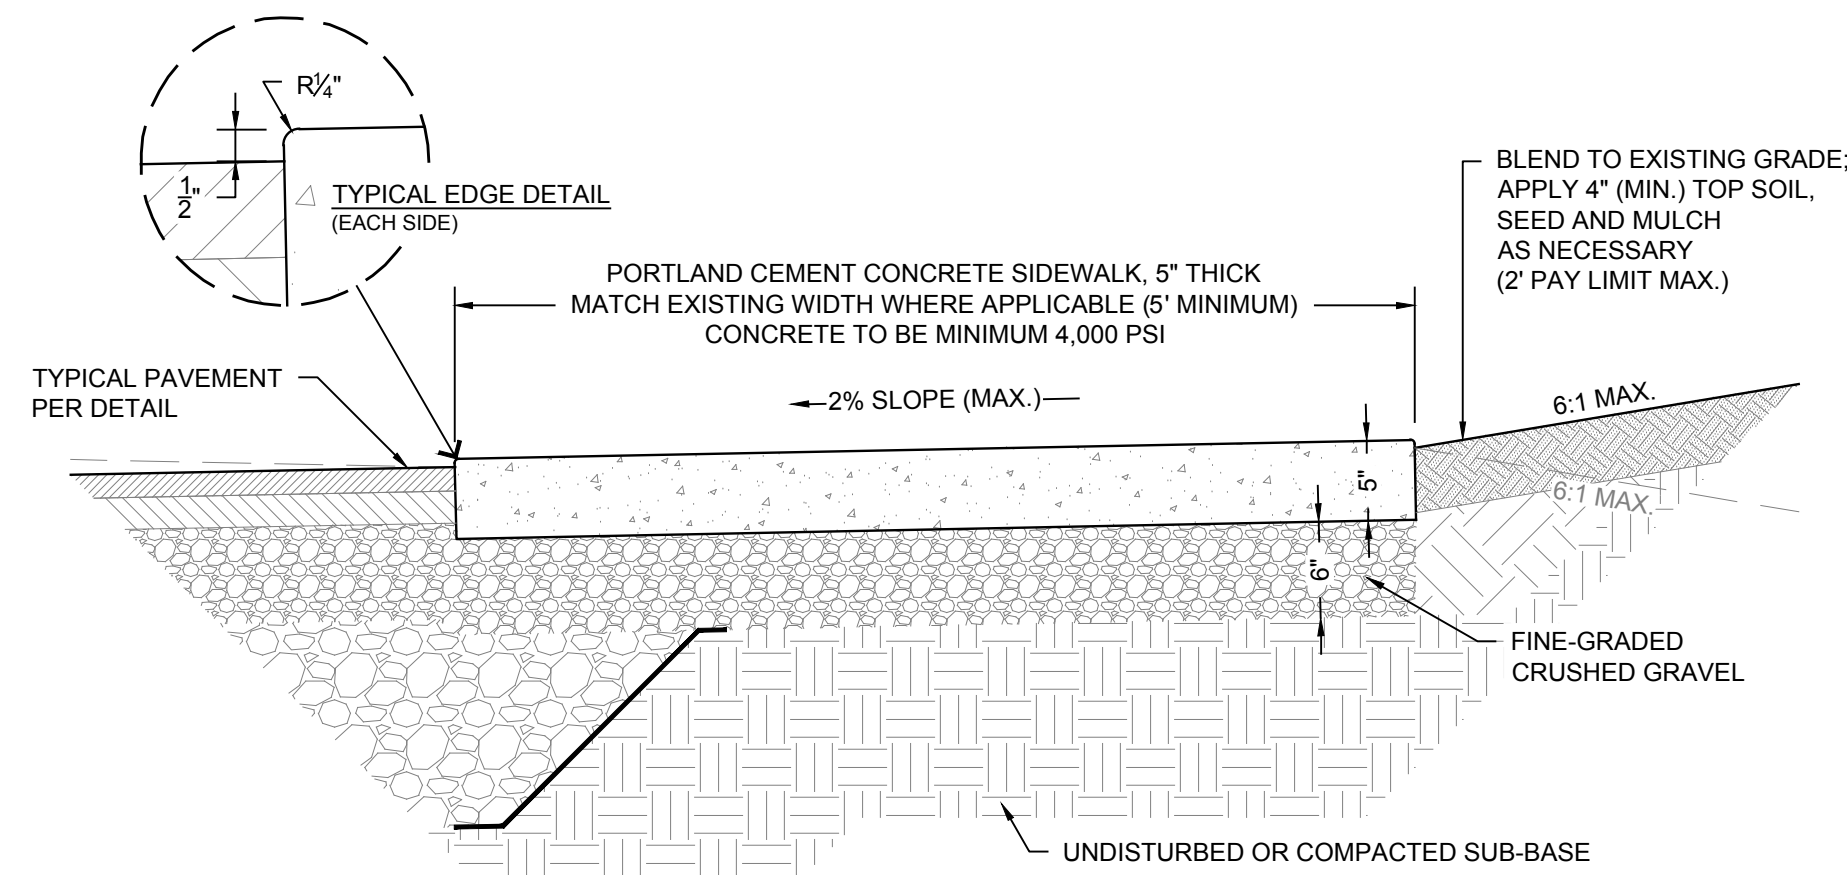 R¼"
½"
TYPICAL EDGE DETAIL
(EACH SIDE)
BLEND TO EXISTING GRADE;
APPLY 4" (MIN.) TOP SOIL,
SEED AND MULCH
AS NECESSARY
(2' PAY LIMIT MAX.)
PORTLAND CEMENT CONCRETE SIDEWALK, 5" THICK
MATCH EXISTING WIDTH WHERE APPLICABLE (5' MINIMUM)
CONCRETE TO BE MINIMUM 4,000 PSI
TYPICAL PAVEMENT
PER DETAIL
2% SLOPE (MAX.)
6:1 MAX.
5"
6:1 MAX.
6"
FINE-GRADED
CRUSHED GRAVEL
UNDISTURBED OR COMPACTED SUB-BASE